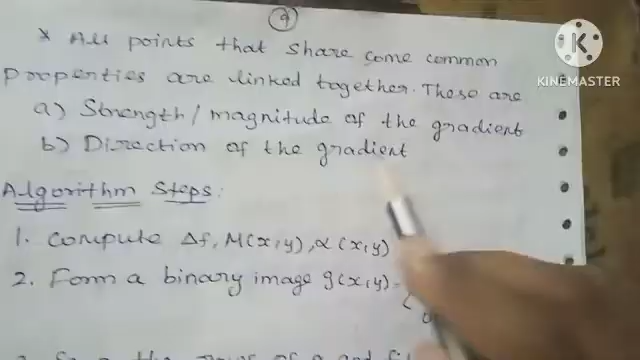 9
* All points that share some common
properties are linked together. These are
a) Strength/magnitude of the gradient
b) Direction of the gradient
Algorithm Steps:
1. Compute Δf, M(x,y), α(x,y)
2. Form a binary image g(x,y) =
KINEMASTER